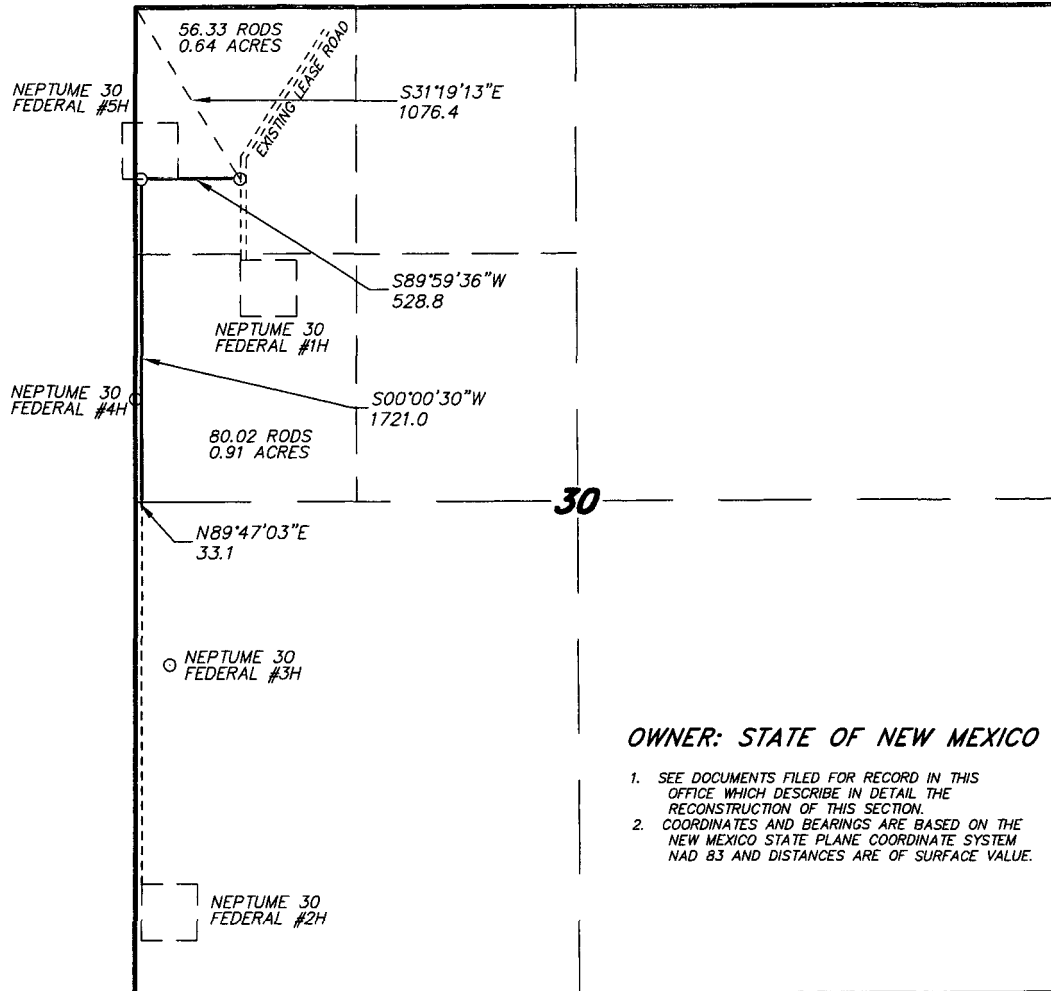 56.33 RODS
0.64 ACRES
EXISTING LEASE ROAD
NEPTUME 30
FEDERAL #5H
S31°19'13"E
1076.4
S89°59'36"W
528.8
NEPTUME 30
FEDERAL #1H
NEPTUME 30
FEDERAL #4H
S00°00'30"W
1721.0
80.02 RODS
0.91 ACRES
30
N89°47'03"E
33.1
NEPTUME 30
FEDERAL #3H
OWNER: STATE OF NEW MEXICO
1. SEE DOCUMENTS FILED FOR RECORD IN THIS
OFFICE WHICH DESCRIBE IN DETAIL THE
RECONSTRUCTION OF THIS SECTION.
2. COORDINATES AND BEARINGS ARE BASED ON THE
NEW MEXICO STATE PLANE COORDINATE SYSTEM
NAD 83 AND DISTANCES ARE OF SURFACE VALUE.
NEPTUME 30
FEDERAL #2H